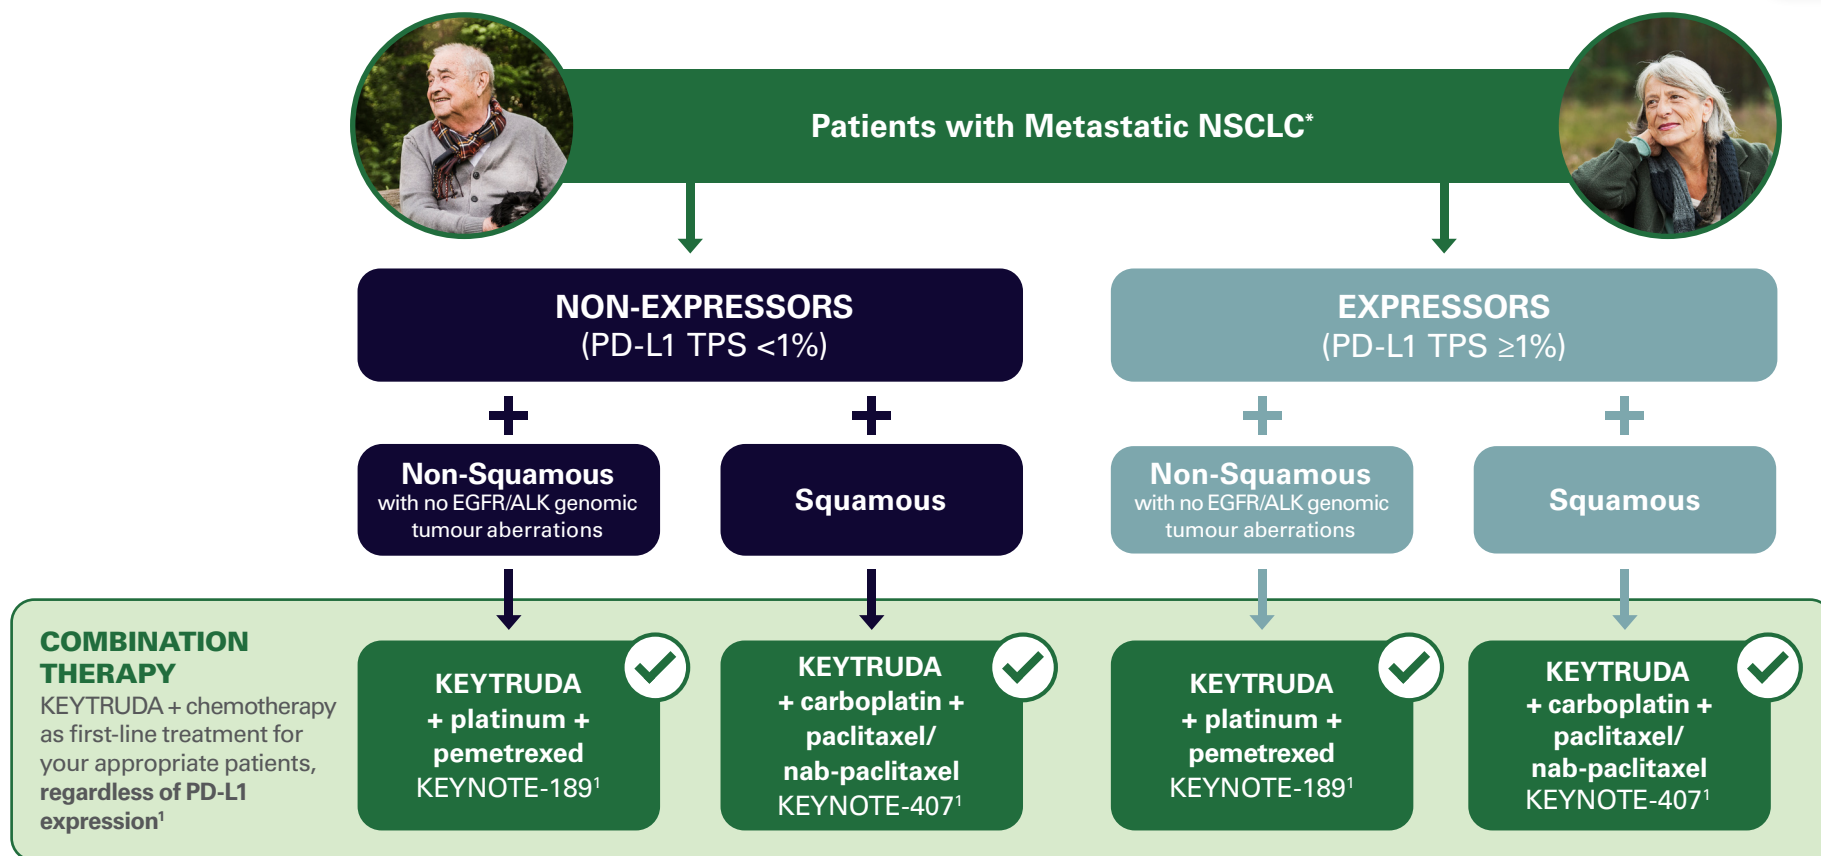 Patients with Metastatic NSCLC*
NON-EXPRESSORS
(PD-L1 TPS <1%)
EXPRESSORS
(PD-L1 TPS ≥1%)
Non-Squamous
with no EGFR/ALK genomic
tumour aberrations
Squamous
Non-Squamous
with no EGFR/ALK genomic
tumour aberrations
Squamous
COMBINATION
THERAPY
KEYTRUDA + chemotherapy
as first-line treatment for
your appropriate patients,
regardless of PD-L1
expression¹
KEYTRUDA
+ platinum +
pemetrexed
KEYNOTE-189¹
KEYTRUDA
+ carboplatin +
paclitaxel/
nab-paclitaxel
KEYNOTE-407¹
KEYTRUDA
+ platinum +
pemetrexed
KEYNOTE-189¹
KEYTRUDA
+ carboplatin +
paclitaxel/
nab-paclitaxel
KEYNOTE-407¹